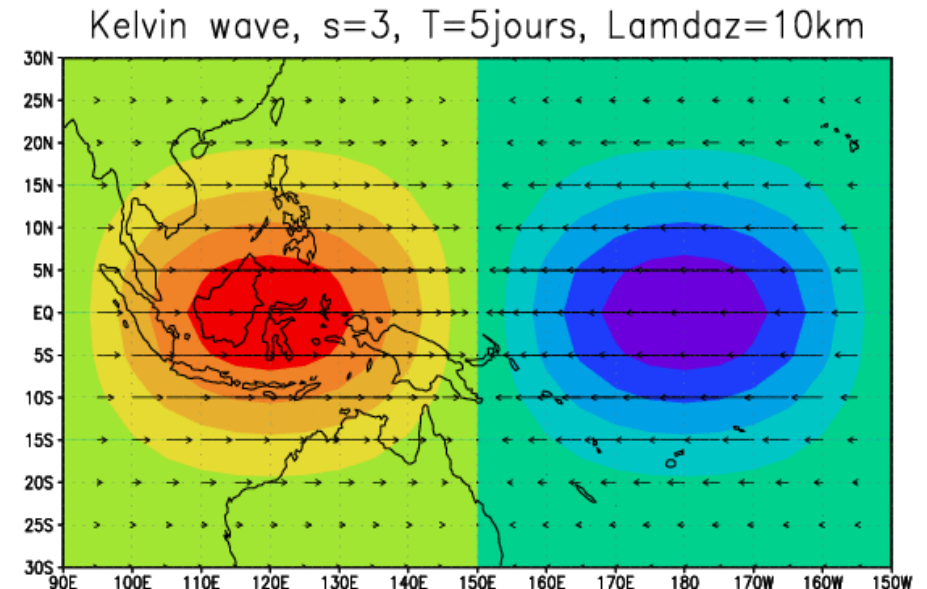 Kelvin wave, s=3, T=5jours, Lamdaz=10km
30N
25N
20N
15N
10N
5N
EQ
5S
10S
15S
20S
25S
30S
90E 100E 110E 120E 130E 140E 150E 160E 170E 180 170W 160W 150W